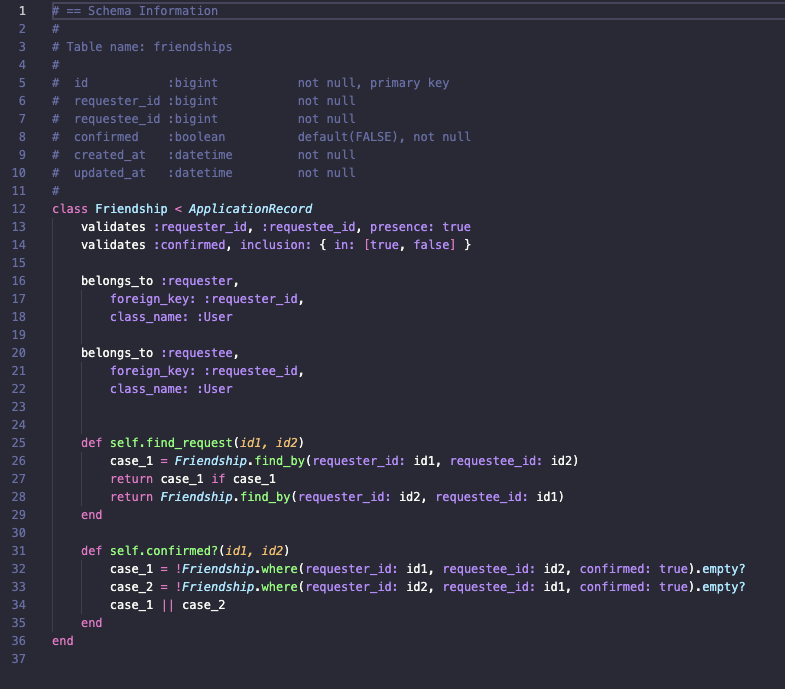 1 # == Schema Information
2 #
3 # Table name: friendships
4 #
5 #  id           :bigint           not null, primary key
6 #  requester_id :bigint           not null
7 #  requestee_id :bigint           not null
8 #  confirmed    :boolean          default(FALSE), not null
9 #  created_at   :datetime         not null
10 #  updated_at   :datetime         not null
11 #
12 class Friendship < ApplicationRecord
13     validates :requester_id, :requestee_id, presence: true
14     validates :confirmed, inclusion: { in: [true, false] }
15
16     belongs_to :requester,
17         foreign_key: :requester_id,
18         class_name: :User
19
20     belongs_to :requestee,
21         foreign_key: :requestee_id,
22         class_name: :User
23
24
25     def self.find_request(id1, id2)
26         case_1 = Friendship.find_by(requester_id: id1, requestee_id: id2)
27         return case_1 if case_1
28         return Friendship.find_by(requester_id: id2, requestee_id: id1)
29     end
30
31     def self.confirmed?(id1, id2)
32         case_1 = !Friendship.where(requester_id: id1, requestee_id: id2, confirmed: true).empty?
33         case_2 = !Friendship.where(requester_id: id2, requestee_id: id1, confirmed: true).empty?
34         case_1 || case_2
35     end
36 end
37